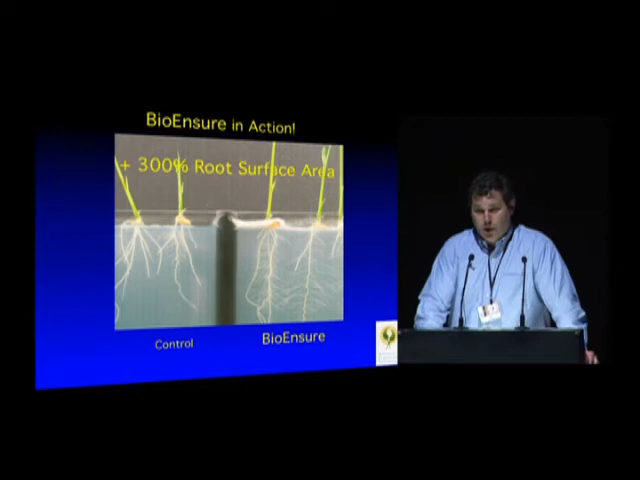 BioEnsure in Action!
+ 300% Root Surface Area
Control
BioEnsure